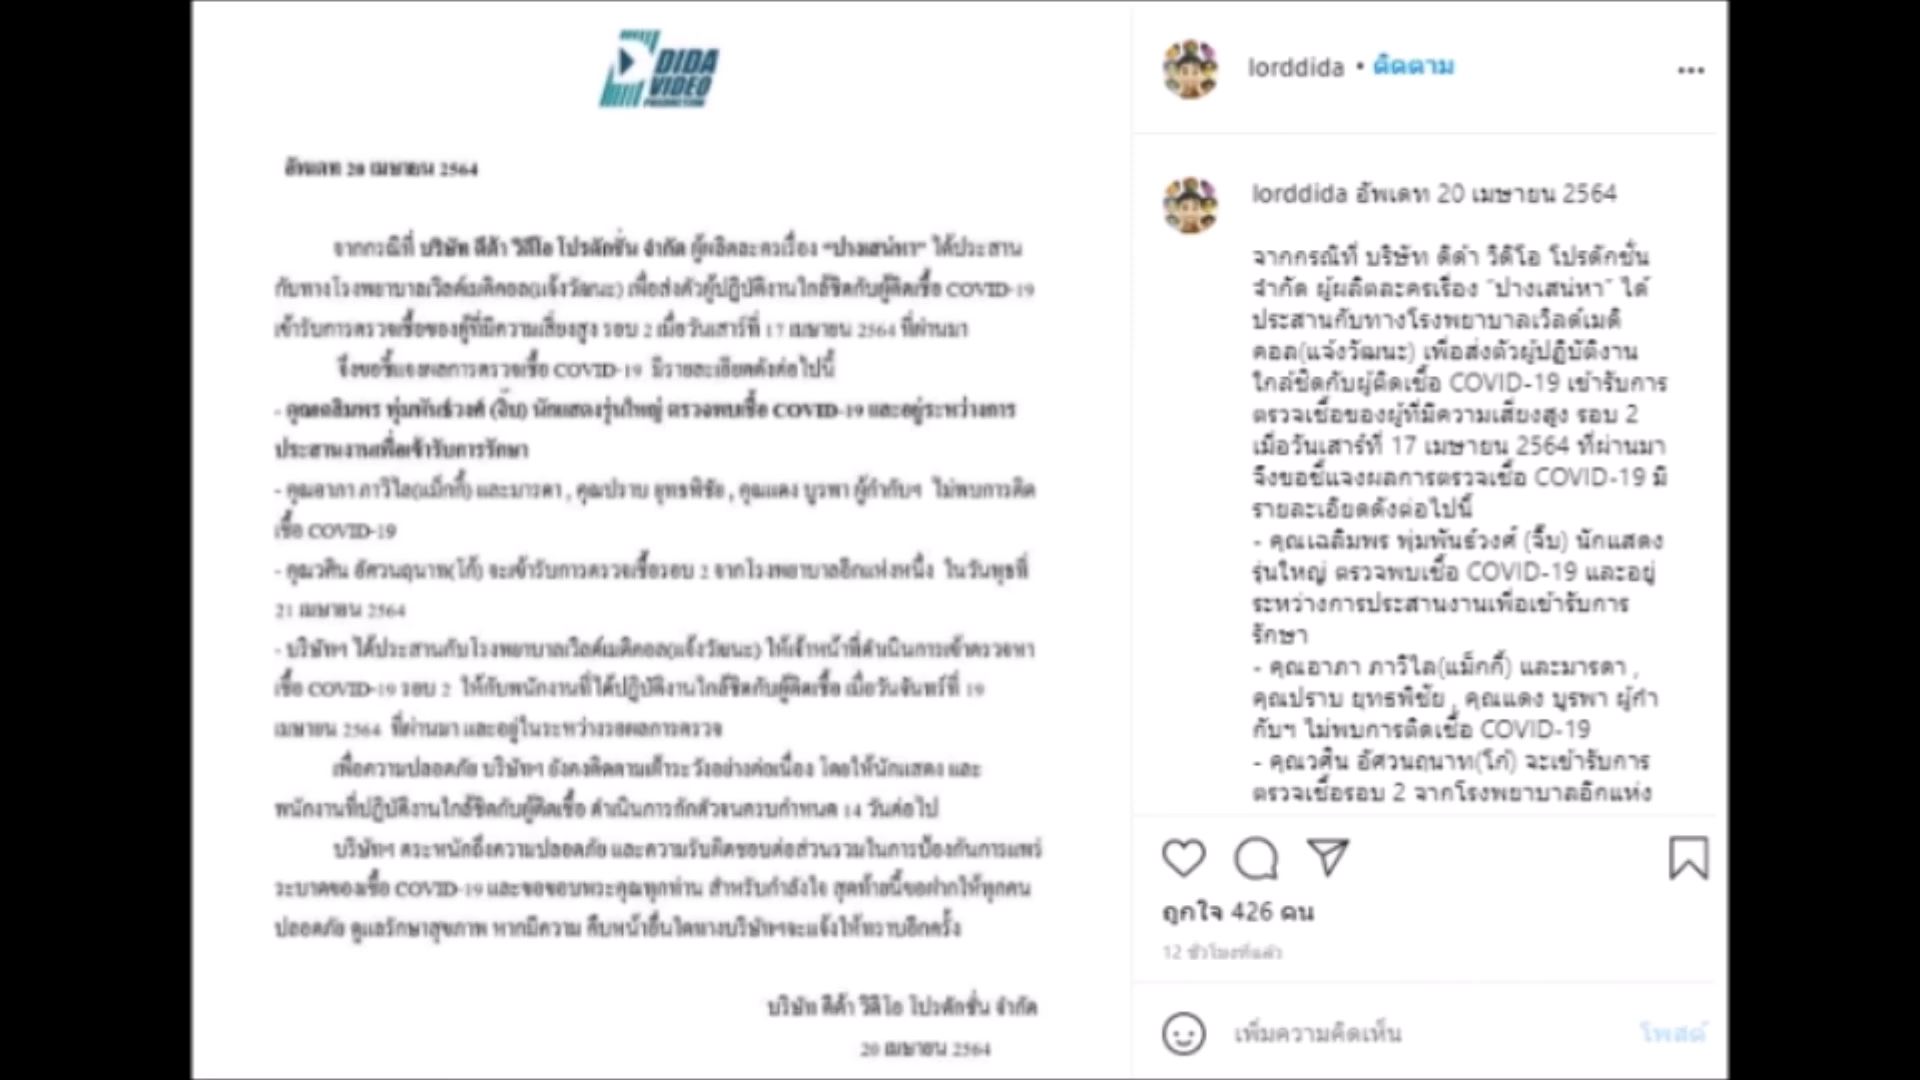 DIDA
VIDEO
PRODUCTION
อัพเดท 20 เมษายน 2564
จากกรณีที่ บริษัท ดีด้า วิดีโอ โปรดักชั่น จำกัด ผู้ผลิตละครเรื่อง "ปางเสน่หา" ได้ประสาน
กับทางโรงพยาบาลเวิลด์เมดิคอล(แจ้งวัฒนะ) เพื่อส่งตัวผู้ปฏิบัติงานใกล้ชิดกับผู้ติดเชื้อ COVID-19
เข้ารับการตรวจเชื้อของผู้ที่มีความเสี่ยงสูง รอบ 2 เมื่อวันเสาร์ที่ 17 เมษายน 2564 ที่ผ่านมา
จึงขอชี้แจงผลการตรวจเชื้อ COVID-19 มีรายละเอียดดังต่อไปนี้
- คุณเฉลิมพร พุ่มพันธ์วงศ์ (จิ๊บ) นักแสดงรุ่นใหญ่ ตรวจพบเชื้อ COVID-19 และอยู่ระหว่างการ
ประสานงานเพื่อเข้ารับการรักษา
- คุณอาภา ภาวิไล(แม็กกี้) และมารดา , คุณปราบ ยุทธพิชัย , คุณแดง บูรพา ผู้กำกับฯ ไม่พบการติด
เชื้อ COVID-19
- คุณวศิน อัศวนฤนาท(โก้) จะเข้ารับการตรวจเชื้อรอบ 2 จากโรงพยาบาลอีกแห่งหนึ่ง ในวันพุธที่
21 เมษายน 2564
- บริษัทฯ ได้ประสานกับโรงพยาบาลเวิลด์เมดิคอล(แจ้งวัฒนะ) ให้เจ้าหน้าที่ดำเนินการเข้าตรวจหา
เชื้อ COVID-19 รอบ 2 ให้กับพนักงานที่ได้ปฏิบัติงานใกล้ชิดกับผู้ติดเชื้อ เมื่อวันจันทร์ที่ 19
เมษายน 2564 ที่ผ่านมา และอยู่ในระหว่างรอผลการตรวจ
เพื่อความปลอดภัย บริษัทฯ ยังคงติดตามเฝ้าระวังอย่างต่อเนื่อง โดยให้นักแสดง และ
พนักงานที่ปฏิบัติงานใกล้ชิดกับผู้ติดเชื้อ ดำเนินการกักตัวจนครบกำหนด 14 วันต่อไป
บริษัทฯ ตระหนักถึงความปลอดภัย และความรับผิดชอบต่อส่วนรวมในการป้องกันการแพร่
ระบาดของเชื้อ COVID-19 และขอขอบพระคุณทุกท่าน สำหรับกำลังใจ สุดท้ายนี้ขอฝากให้ทุกคน
ปลอดภัย ดูแลรักษาสุขภาพ หากมีความ คืบหน้าอื่นใดทางบริษัทฯจะแจ้งให้ทราบอีกครั้ง
บริษัท ดีด้า วิดีโอ โปรดักชั่น จำกัด
20 เมษายน 2564
lorddida • ติดตาม
lorddida อัพเดท 20 เมษายน 2564
จากกรณีที่ บริษัท ดีด้า วิดีโอ โปรดักชั่น
จำกัด ผู้ผลิตละครเรื่อง "ปางเสน่หา" ได้
ประสานกับทางโรงพยาบาลเวิลด์เมดิ
คอล(แจ้งวัฒนะ) เพื่อส่งตัวผู้ปฏิบัติงาน
ใกล้ชิดกับผู้ติดเชื้อ COVID-19 เข้ารับการ
ตรวจเชื้อของผู้ที่มีความเสี่ยงสูง รอบ 2
เมื่อวันเสาร์ที่ 17 เมษายน 2564 ที่ผ่านมา
จึงขอชี้แจงผลการตรวจเชื้อ COVID-19 มี
รายละเอียดดังต่อไปนี้
- คุณเฉลิมพร พุ่มพันธ์วงศ์ (จิ๊บ) นักแสดง
รุ่นใหญ่ ตรวจพบเชื้อ COVID-19 และอยู่
ระหว่างการประสานงานเพื่อเข้ารับการ
รักษา
- คุณอาภา ภาวิไล(แม็กกี้) และมารดา ,
คุณปราบ ยุทธพิชัย , คุณแดง บูรพา ผู้กำ
กับฯ ไม่พบการติดเชื้อ COVID-19
- คุณวศิน อัศวนฤนาท(โก้) จะเข้ารับการ
ตรวจเชื้อรอบ 2 จากโรงพยาบาลอีกแห่ง
ถูกใจ 426 คน
12 ชั่วโมงที่แล้ว
เพิ่มความคิดเห็น
โพสต์